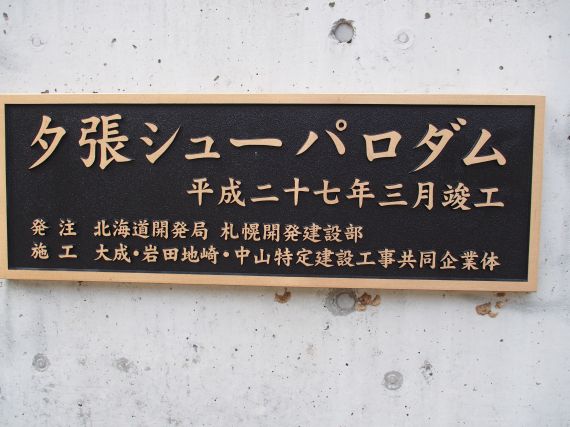 夕張シューパロダム
平成二十七年三月竣工
発注 北海道開発局 札幌開発建設部
施工 大成・岩田地崎・中山特定建設工事共同企業体